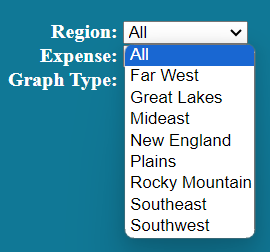 Region: All
Expense: All
Graph Type: Far West
Great Lakes
Mideast
New England
Plains
Rocky Mountain
Southeast
Southwest